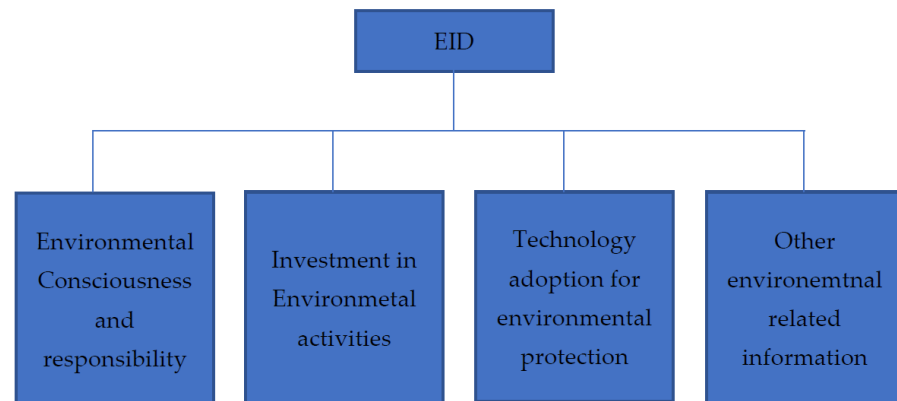 EID
Environmental
Consciousness
and
responsibility
Investment in
Environmetal
activities
Technology
adoption for
environmental
protection
Other
environemtnal
related
information